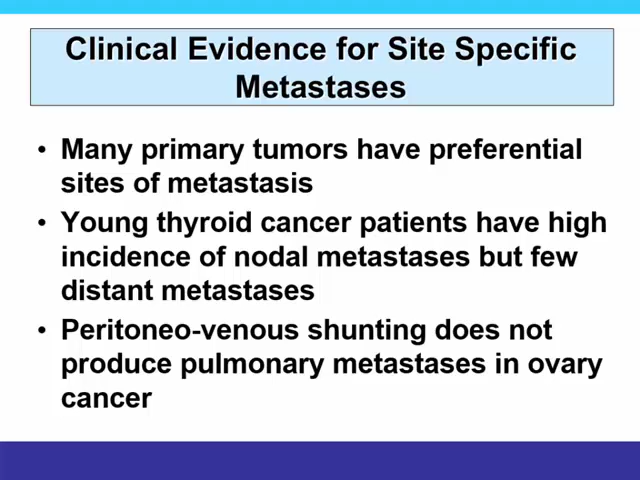 Clinical Evidence for Site Specific
Metastases
• Many primary tumors have preferential
sites of metastasis
• Young thyroid cancer patients have high
incidence of nodal metastases but few
distant metastases
• Peritoneo-venous shunting does not
produce pulmonary metastases in ovary
cancer